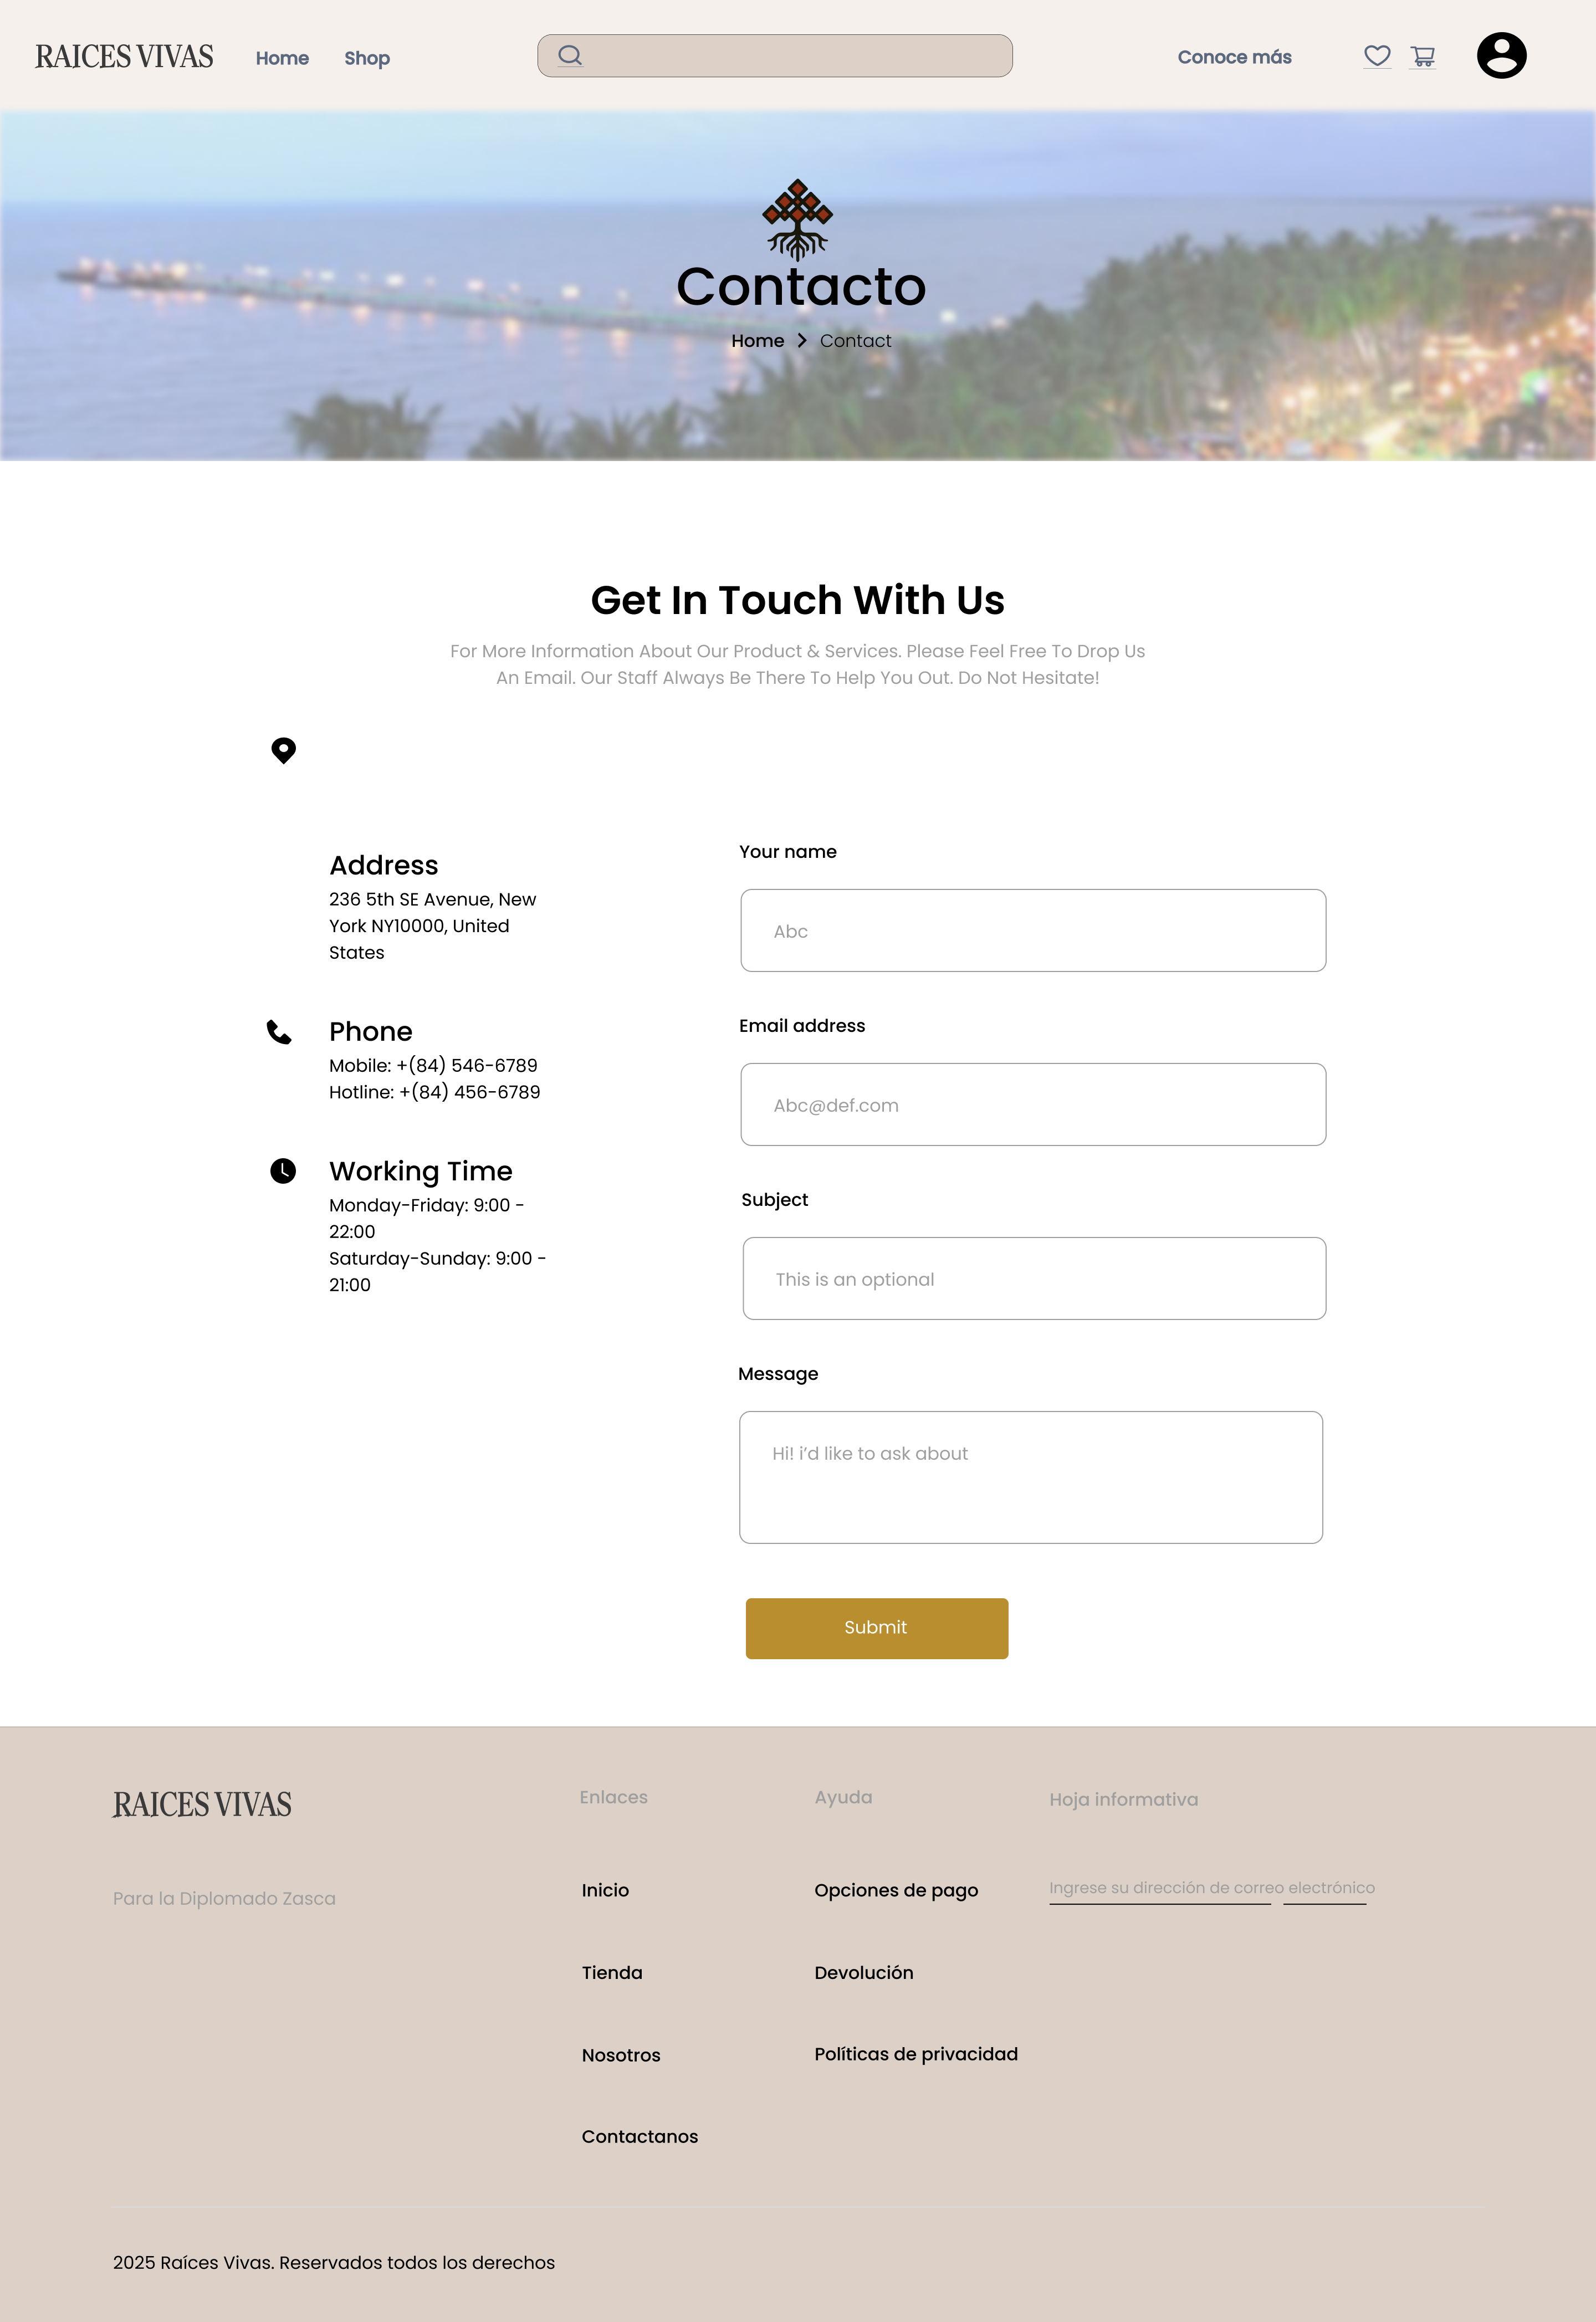 RAICES VIVAS
Home
Shop
Conoce más
Contacto
Home
Contact
Get In Touch With Us
For More Information About Our Product & Services. Please Feel Free To Drop Us
An Email. Our Staff Always Be There To Help You Out. Do Not Hesitate!
Address
236 5th SE Avenue, New
York NY10000, United
States
Phone
Mobile: +(84) 546-6789
Hotline: +(84) 456-6789
Working Time
Monday-Friday: 9:00 -
22:00
Saturday-Sunday: 9:00 -
21:00
Your name
Abc
Email address
Abc@def.com
Subject
This is an optional
Message
Hi! i’d like to ask about
Submit
RAICES VIVAS
Para la Diplomado Zasca
Enlaces
Inicio
Tienda
Nosotros
Contactanos
Ayuda
Opciones de pago
Devolución
Políticas de privacidad
Hoja informativa
Ingrese su dirección de correo electrónico
2025 Raíces Vivas. Reservados todos los derechos